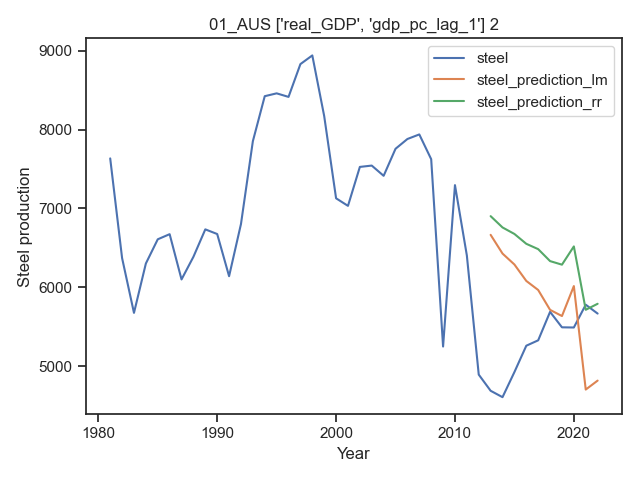 01_AUS ['real_GDP', 'gdp_pc_lag_1'] 2
steel
steel_prediction_lm
steel_prediction_rr
Steel production
9000
8000
7000
6000
5000
1980
1990
2000
2010
2020
Year